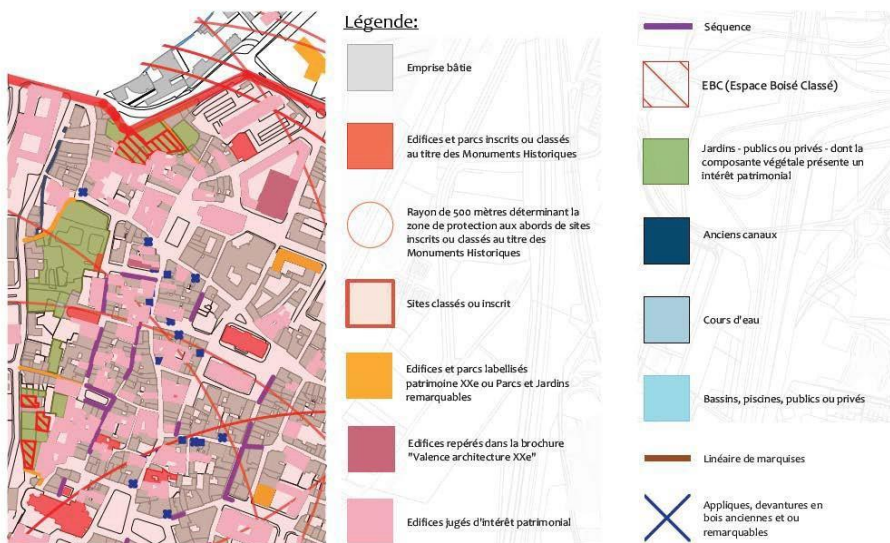 Légende:
Emprise bâtie
Edifices et parcs inscrits ou classés
au titre des Monuments Historiques
Rayon de 500 mètres déterminant la
zone de protection aux abords de sites
inscrits ou classés au titre des
Monuments Historiques
Sites classés ou inscrit
Edifices et parcs labellisés
patrimoine XXe ou Parcs et Jardins
remarquables
Edifices repérés dans la brochure
"Valence architecture XXe"
Edifices jugés d'intérêt patrimonial
Séquence
EBC (Espace Boisé Classé)
Jardins - publics ou privés - dont la
composante végétale présente un
intérêt patrimonial
Anciens canaux
Cours d'eau
Bassins, piscines, publics ou privés
Linéaire de marquises
Appliques, devantures en
bois anciennes et ou
remarquables